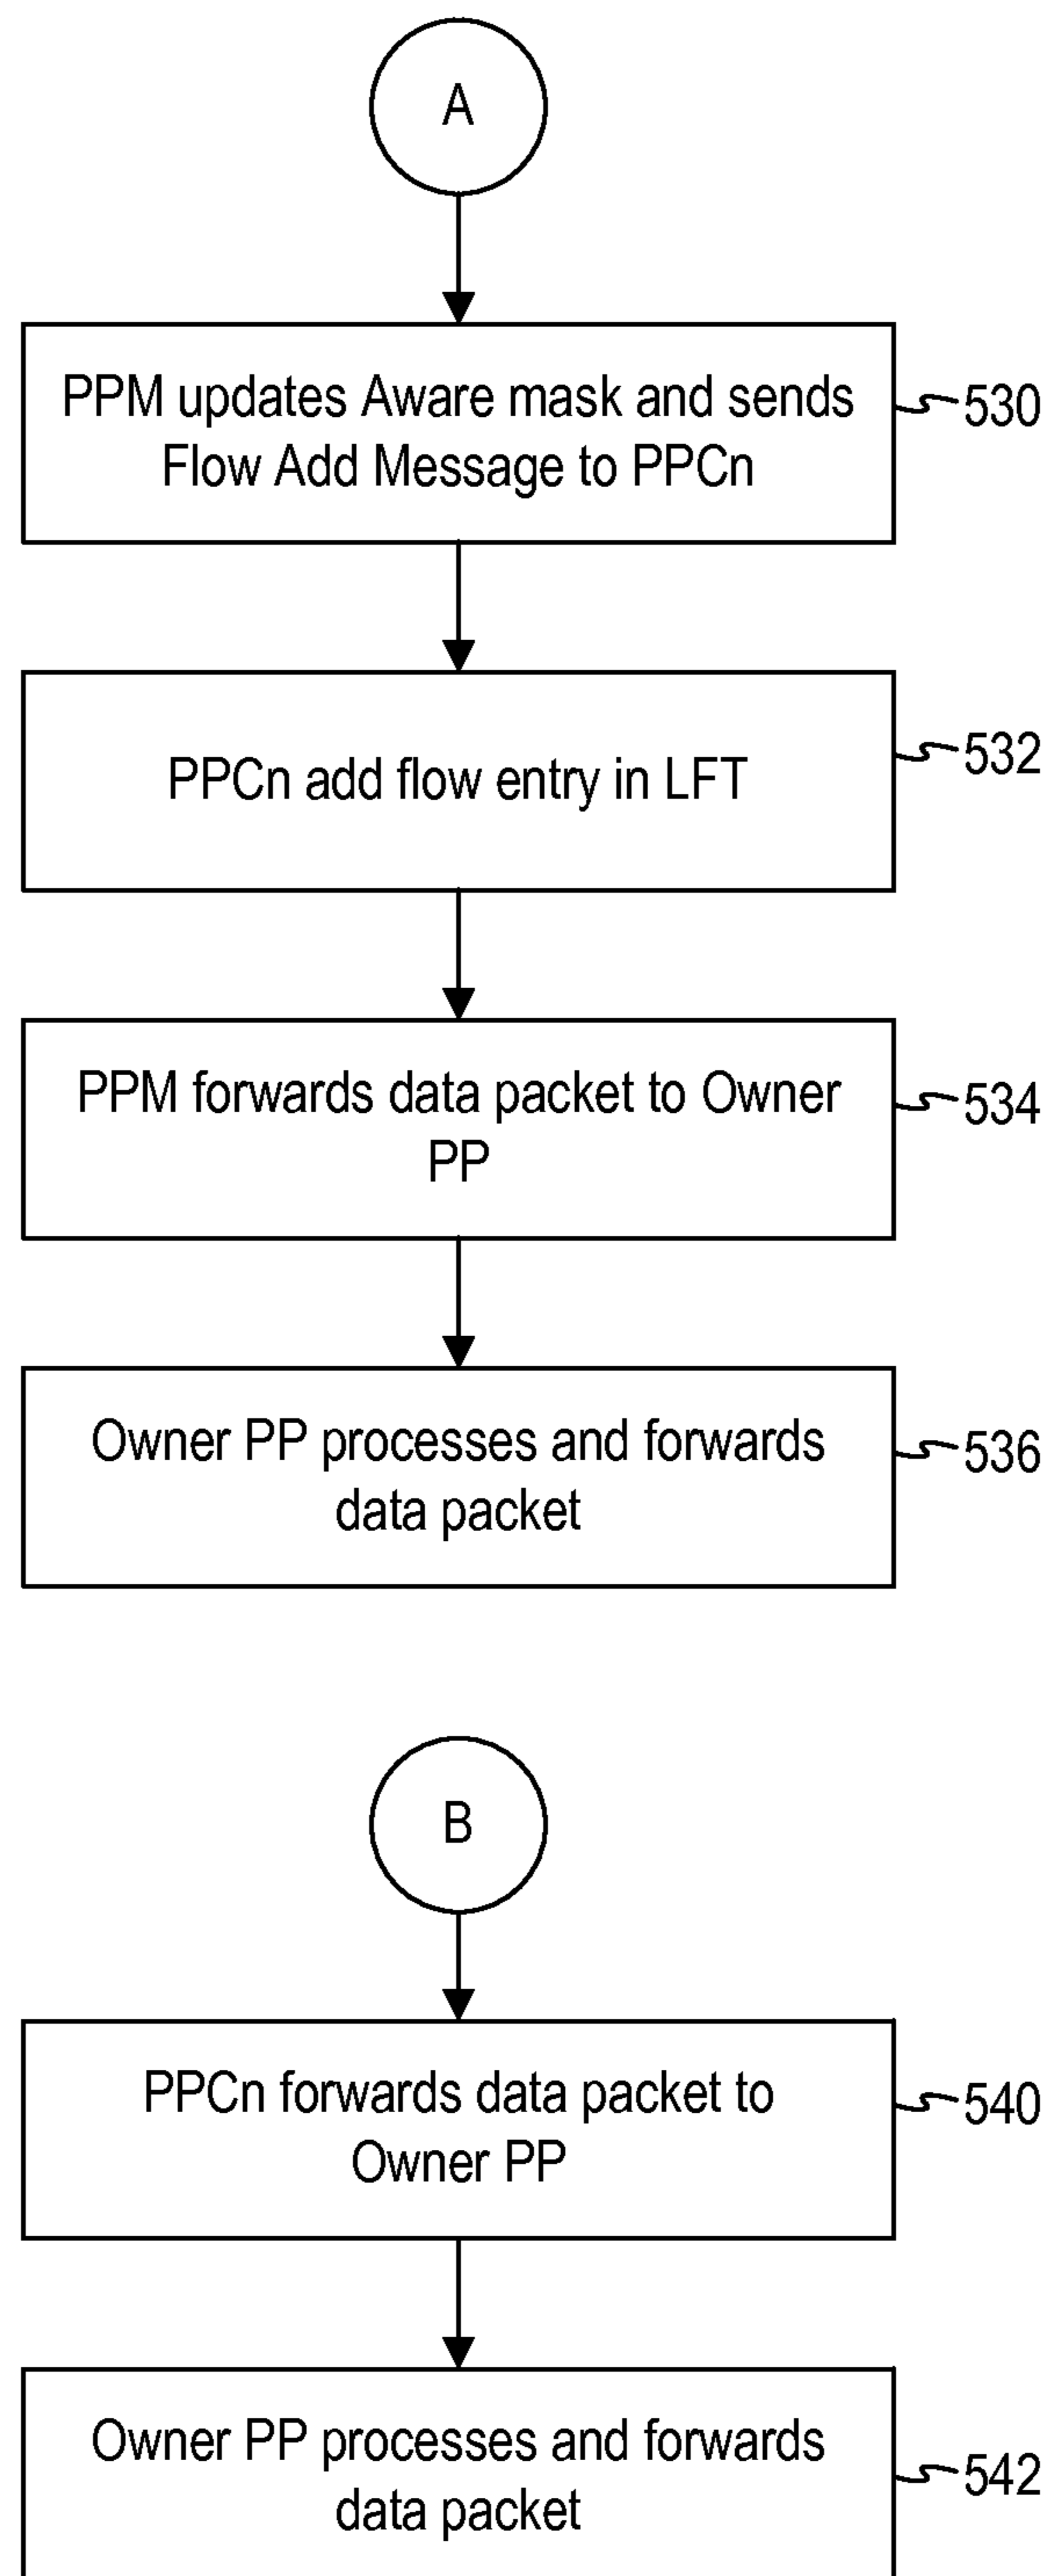 A
PPM updates Aware mask and sends
Flow Add Message to PPCn
530
PPCn add flow entry in LFT
532
PPM forwards data packet to Owner
PP
534
Owner PP processes and forwards
data packet
536
B
PPCn forwards data packet to
Owner PP
540
Owner PP processes and forwards
data packet
542